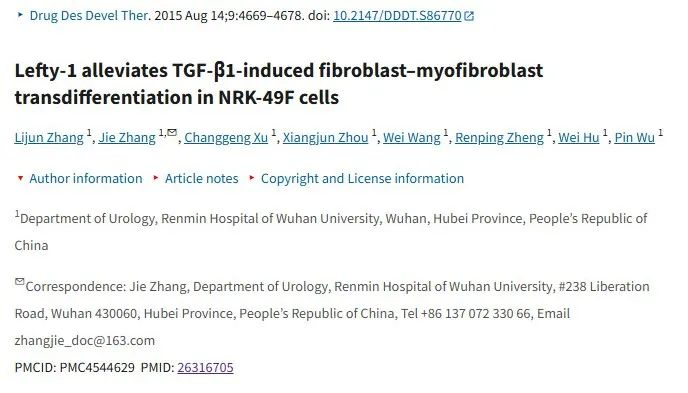 Drug Des Devel Ther. 2015 Aug 14;9:4669–4678. doi: 10.2147/DDDT.S86770
Lefty-1 alleviates TGF-β1-induced fibroblast–myofibroblast
transdifferentiation in NRK-49F cells
Lijun Zhang 1, Jie Zhang 1,✉, Changgeng Xu 1, Xiangjun Zhou 1, Wei Wang 1, Renping Zheng 1, Wei Hu 1, Pin Wu 1
Author information Article notes Copyright and License information
1Department of Urology, Renmin Hospital of Wuhan University, Wuhan, Hubei Province, People’s Republic of
China
✉Correspondence: Jie Zhang, Department of Urology, Renmin Hospital of Wuhan University, #238 Liberation
Road, Wuhan 430060, Hubei Province, People’s Republic of China, Tel +86 137 072 330 66, Email
zhangjie_doc@163.com
PMCID: PMC4544629 PMID: 26316705